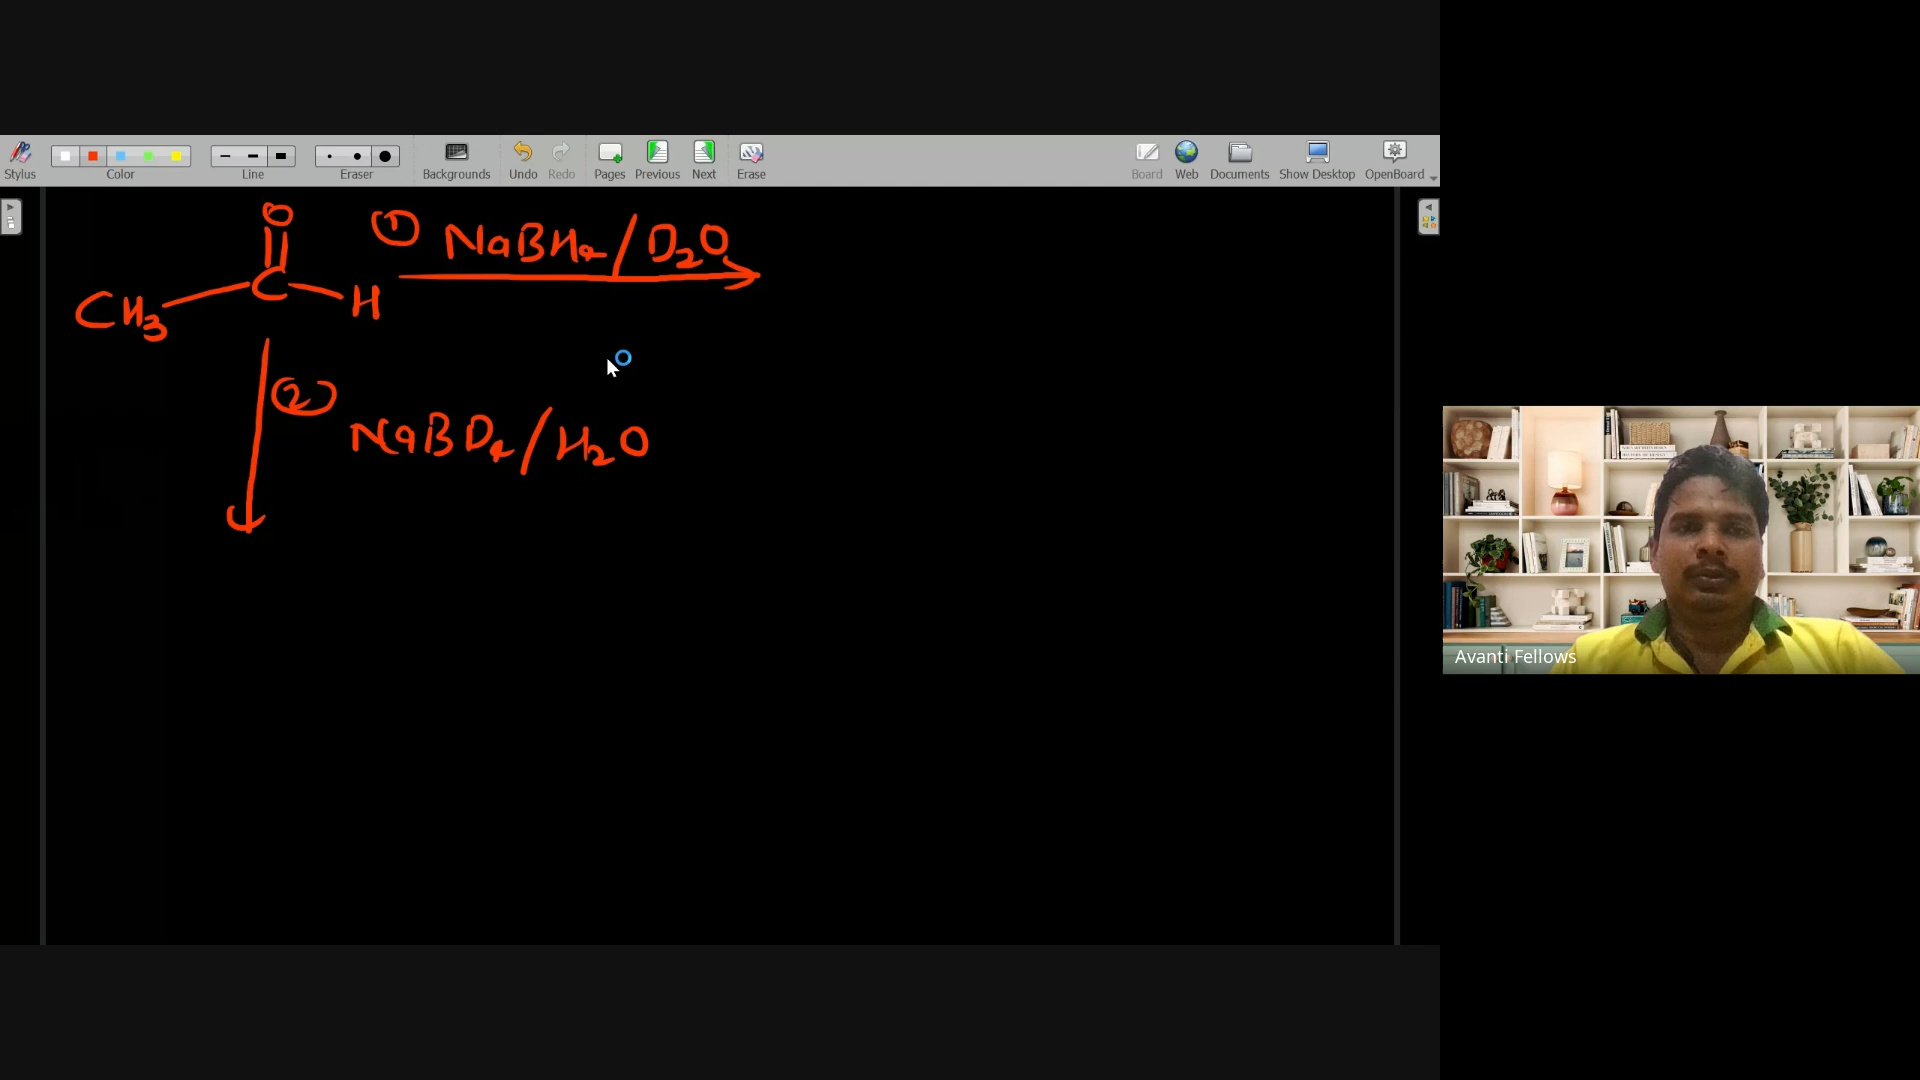 Stylus
Color
Line
Eraser
Backgrounds
Undo
Redo
Pages
Previous
Next
Erase
Board
Web
Documents
Show Desktop
OpenBoard
O
① NaBH4/D2O
C
CH3
H
②
NaBD4/H2O
Avanti Fellows